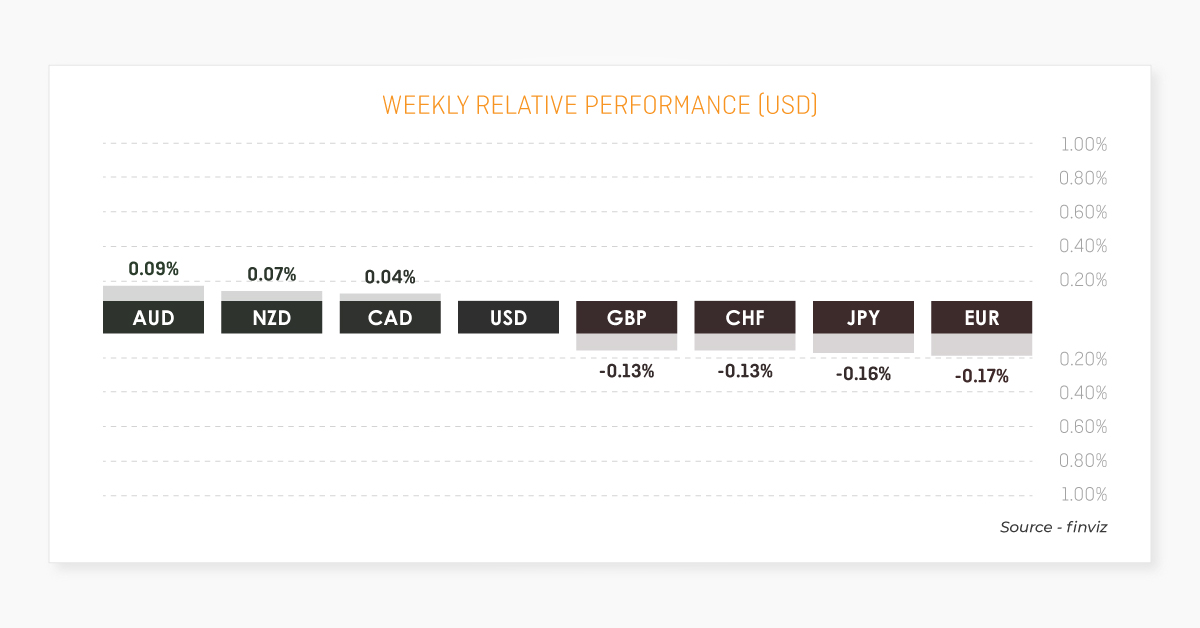 WEEKLY RELATIVE PERFORMANCE (USD)
1.00%
0.80%
0.60%
0.40%
0.20%
0.09%
0.07%
0.04%
AUD
NZD
CAD
USD
GBP
CHF
JPY
EUR
-0.13%
-0.13%
-0.16%
-0.17%
0.20%
0.40%
0.60%
0.80%
1.00%
Source - finviz